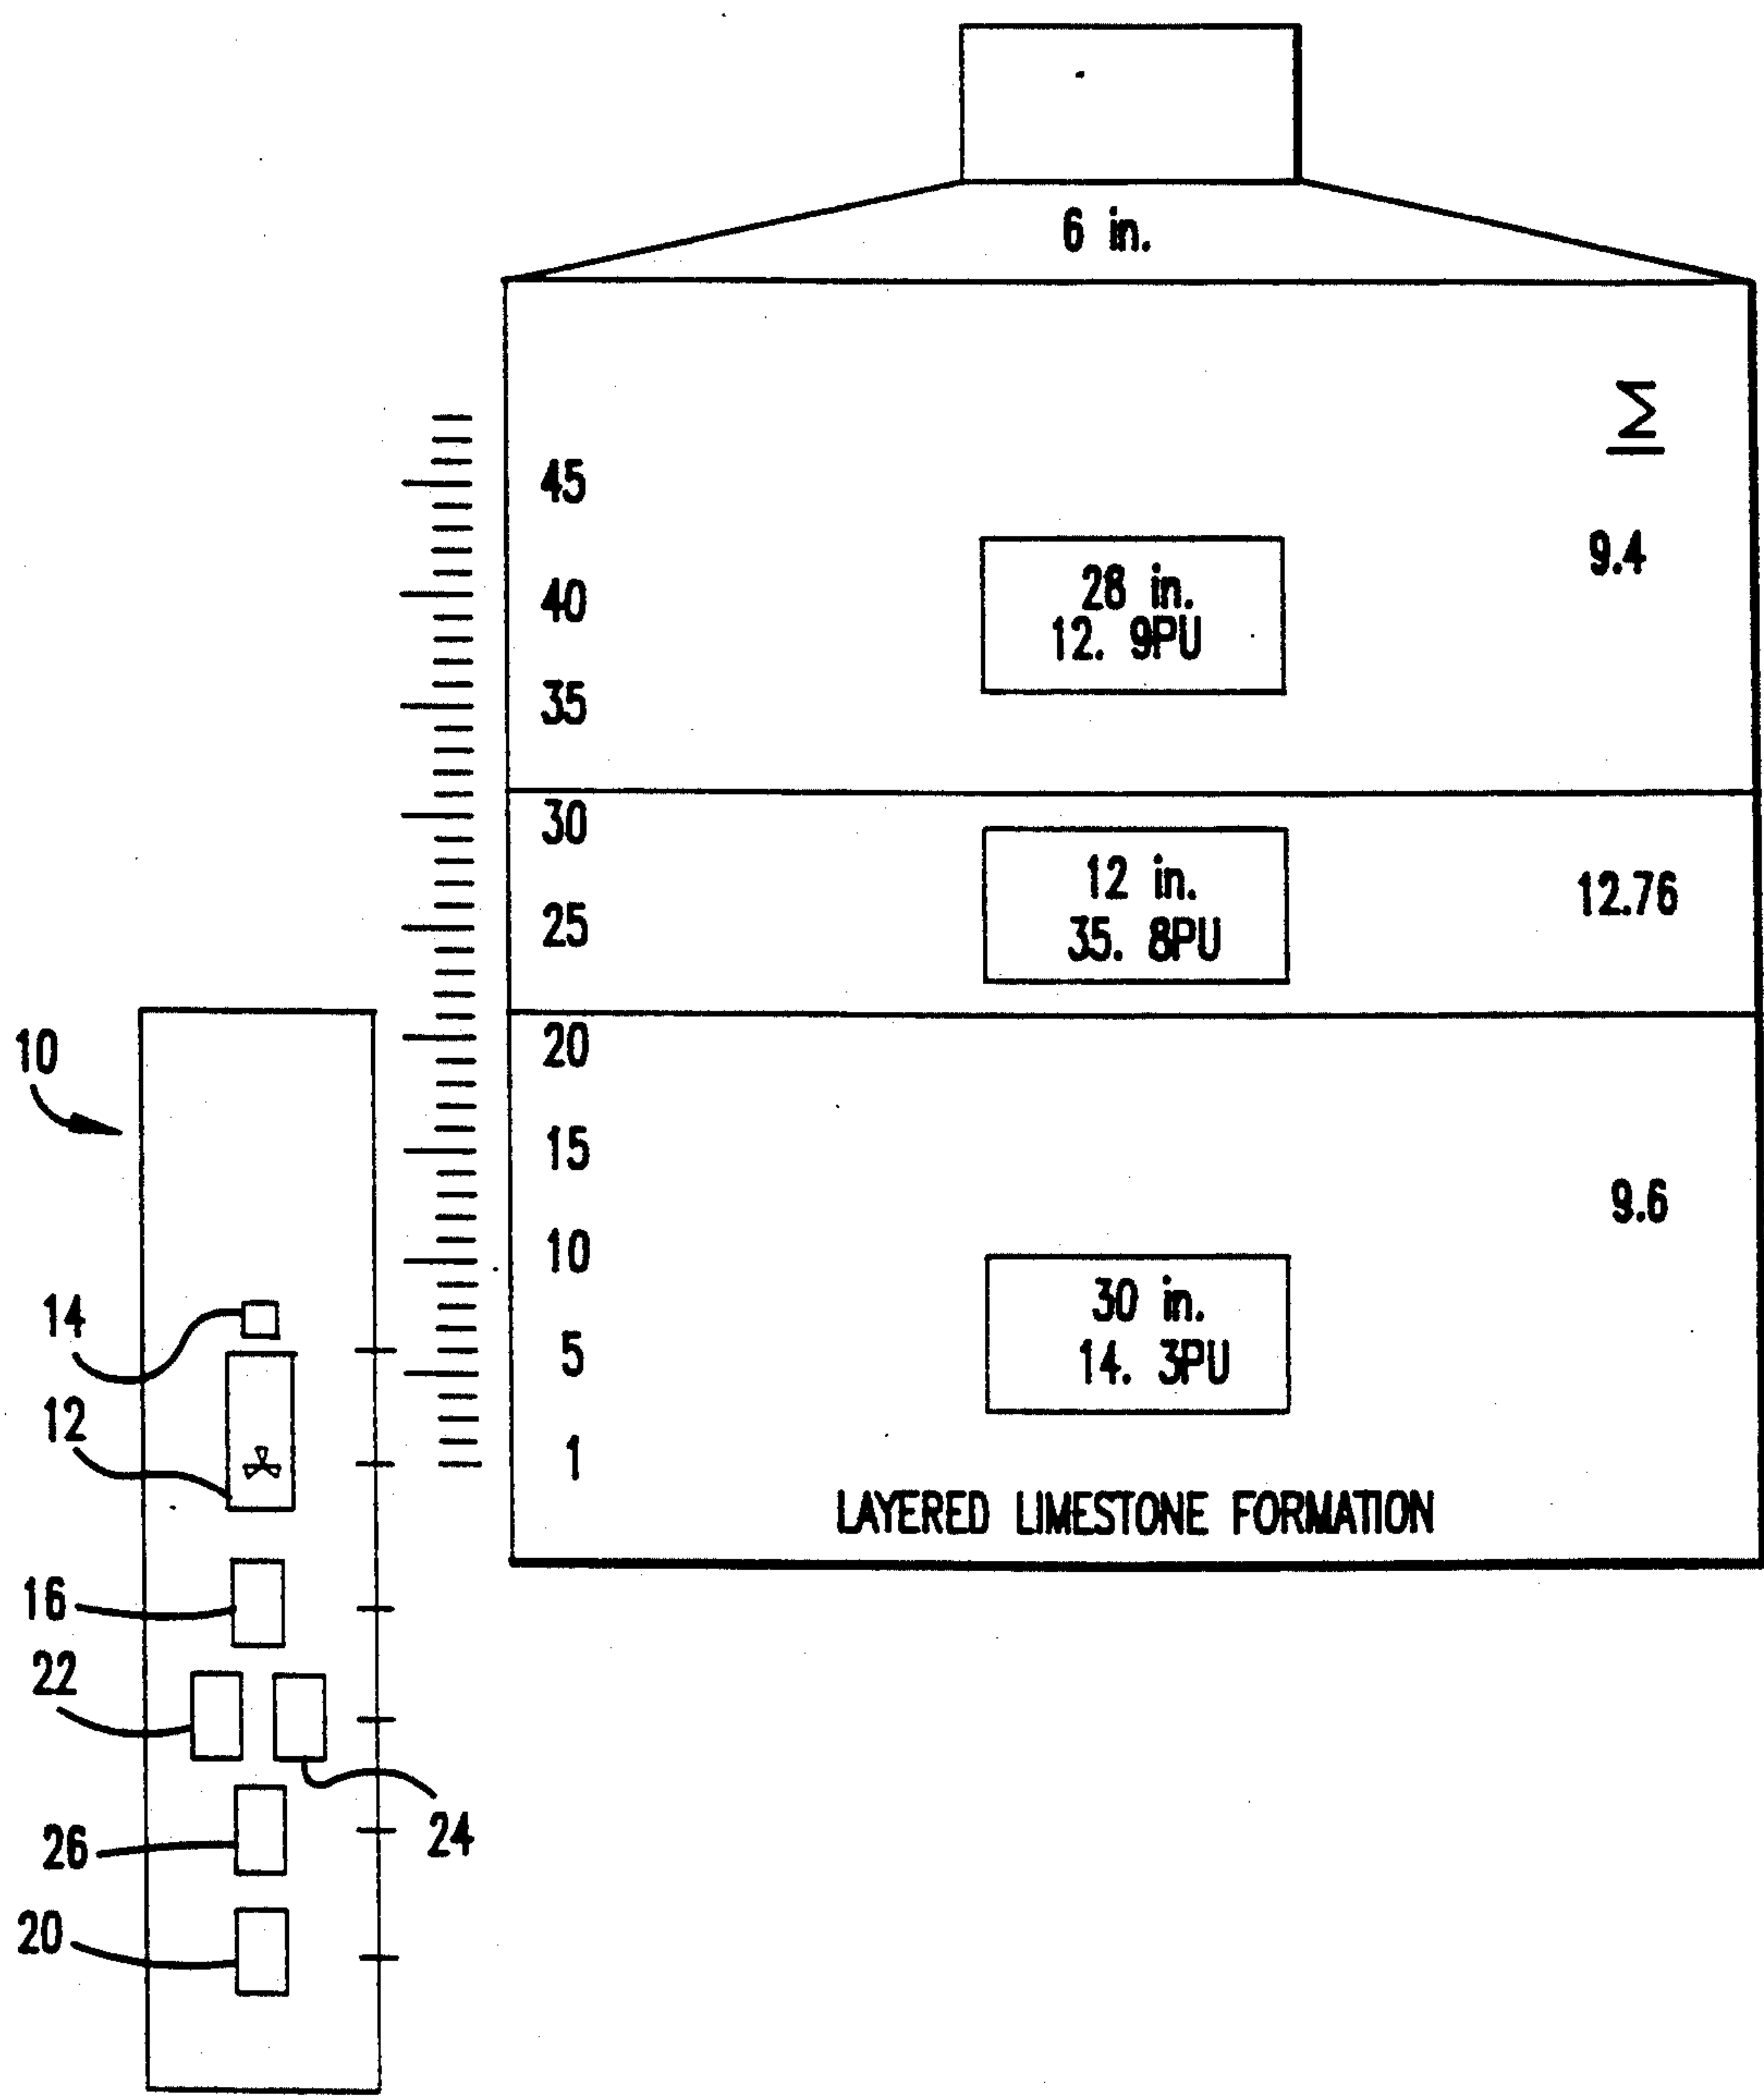 6 in.
Σ
45
9.4
28 in.
40
12. 9PU
35
30
12 in.
12.76
25
35. 8PU
20
10
15
9.6
10
30 in.
14
5
14. 3PU
12
1
LAYERED LIMESTONE FORMATION
16
22
24
26
20